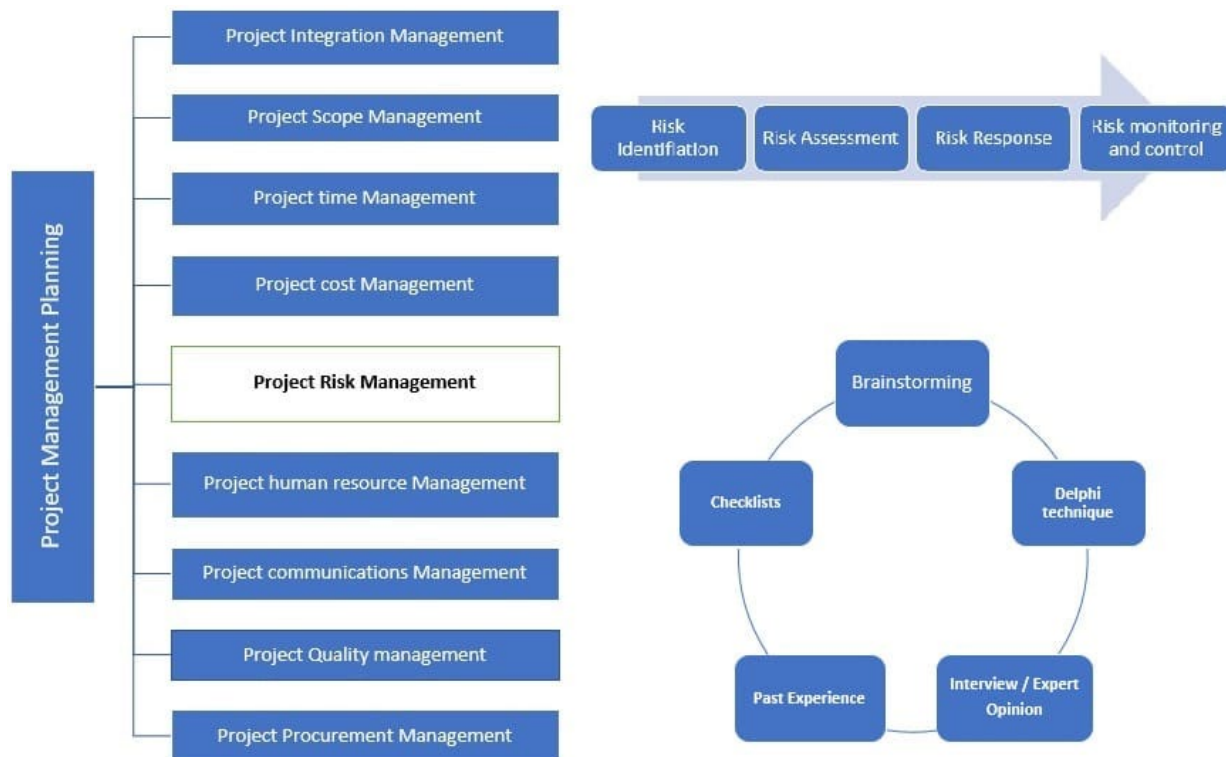 Project Management Planning
Project Integration Management
Project Scope Management
Project time Management
Project cost Management
Project Risk Management
Project human resource Management
Project communications Management
Project Quality management
Project Procurement Management
Risk
Identifiation
Risk Assessment
Risk Response
Risk monitoring
and control
Brainstorming
Delphi
technique
Interview / Expert
Opinion
Past Experience
Checklists